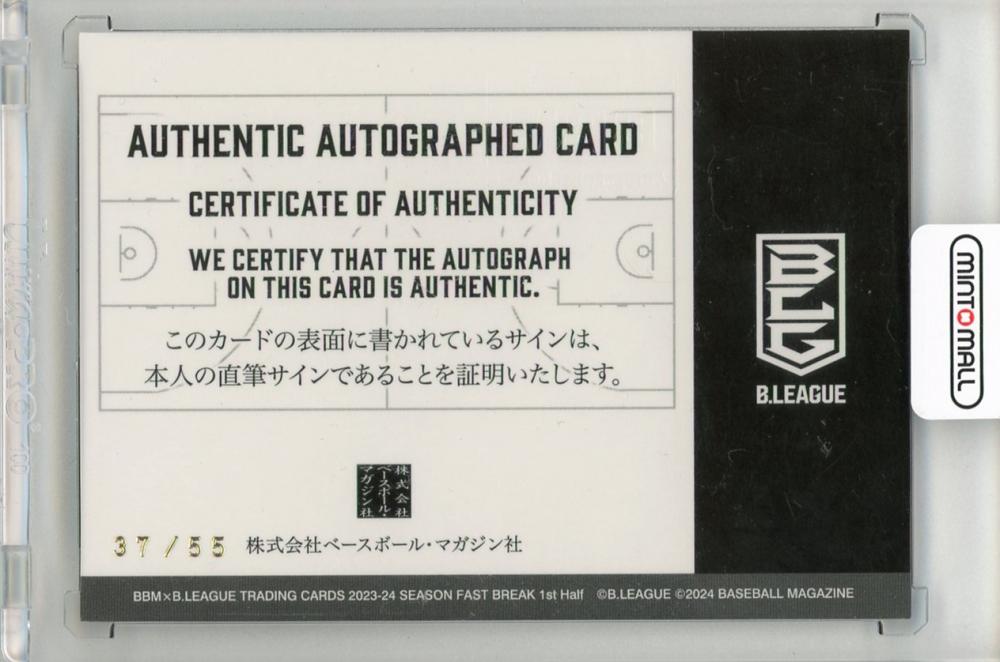 AUTHENTIC AUTOGRAPHED CARD
CERTIFICATE OF AUTHENTICITY
WE CERTIFY THAT THE AUTOGRAPH
ON THIS CARD IS AUTHENTIC.
このカードの表面に書かれているサインは、
本人の直筆サインであることを証明いたします。
株式会社
ベースボール・
マガジン社
37/55 株式会社ベースボール・マガジン社
BBM×B.LEAGUE TRADING CARDS 2023-24 SEASON FAST BREAK 1st Half ©B.LEAGUE ©2024 BASEBALL MAGAZINE
BLG
B.LEAGUE
MINTOMALL